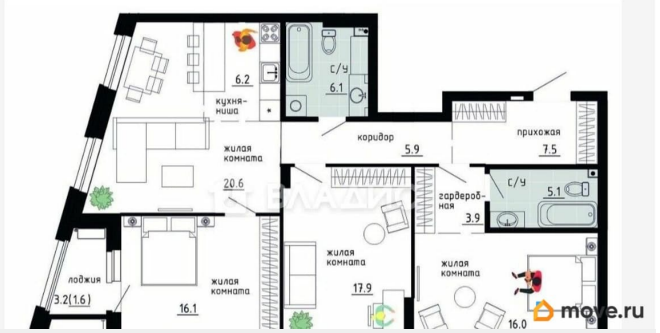 6.2
кухня-
ниша
с/у
6.1
жилая
комната
20.6
коридор
5.9
прихожая
7.5
гардероб-
ная
3.9
с/у
5.1
лоджия
3.2(1.6)
жилая
комната
16.1
жилая
комната
17.9
жилая
комната
16.0
ВЛАДИС
move.ru